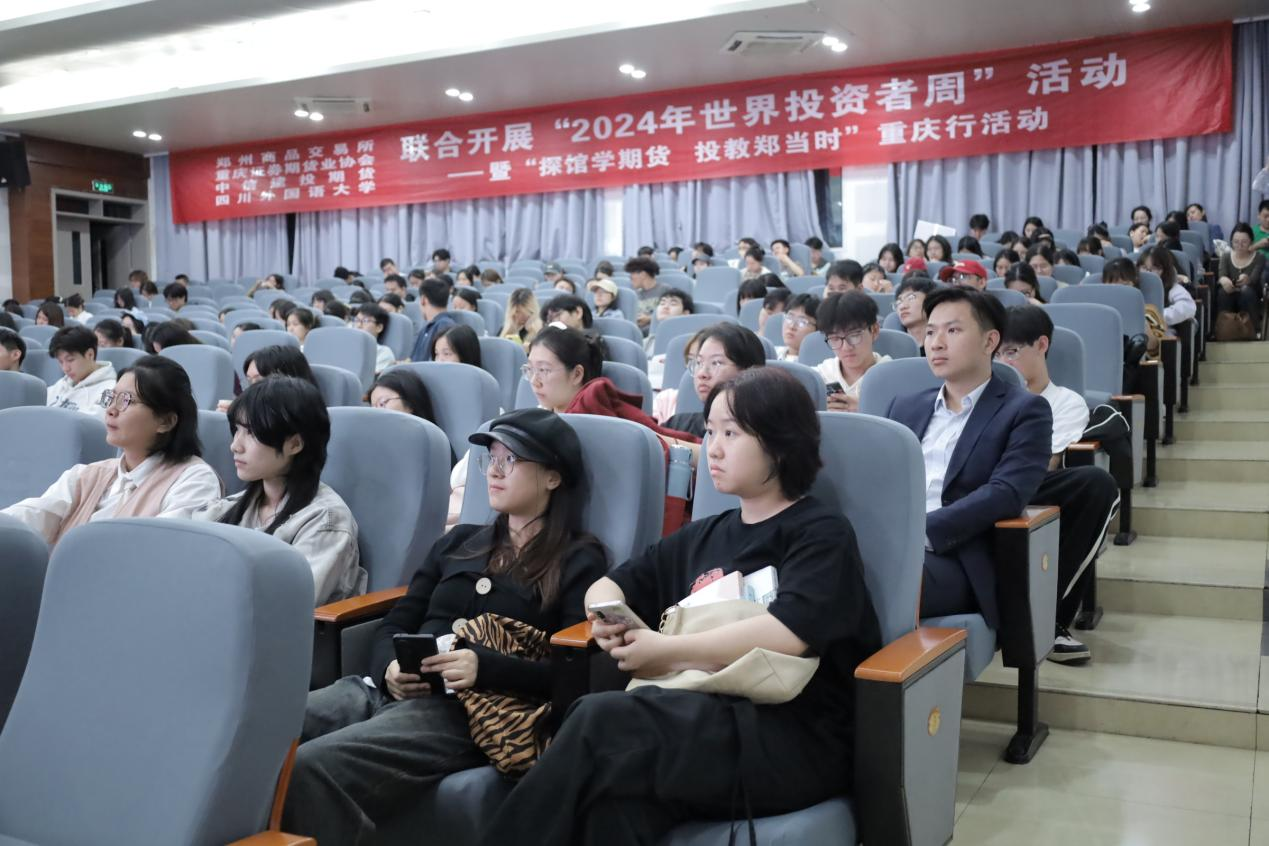 郑州商品交易所
重庆证券期货业协会
中信建投期货
四川外国语大学
联合开展“2024年世界投资者周”活动
——暨“探馆学期货 投教郑当时”重庆行活动